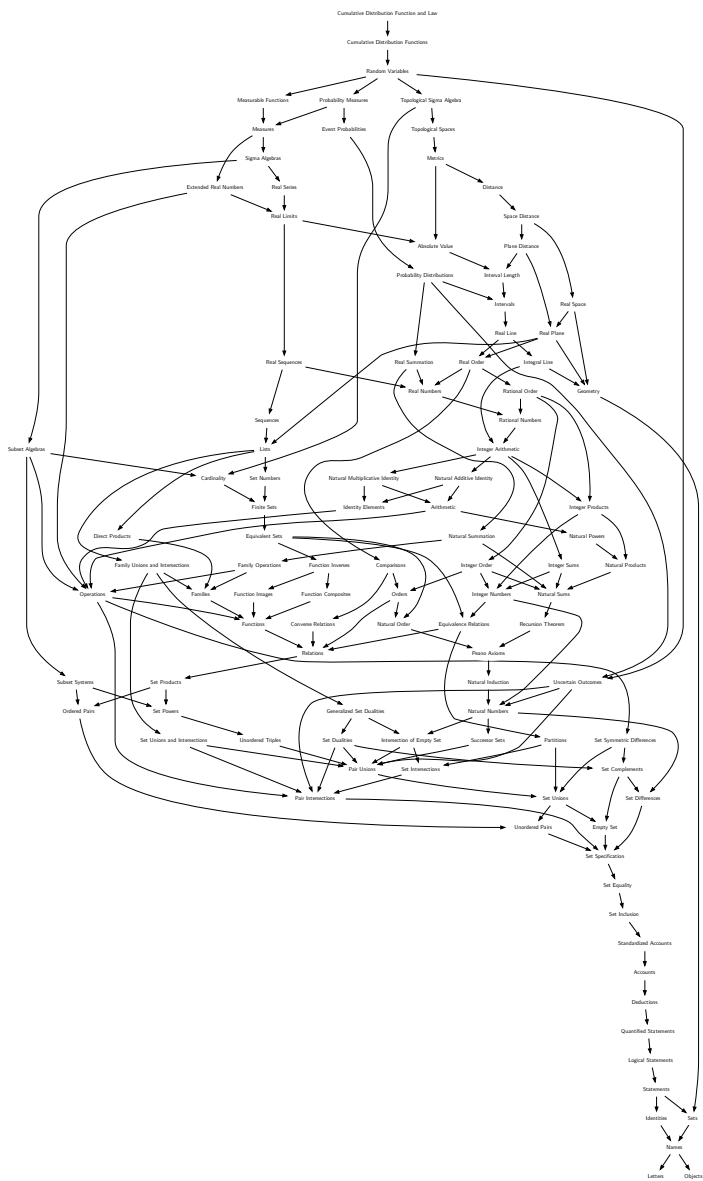 Cumulative Distribution Function and Law
Cumulative Distribution Functions
Random Variables
Measurable Functions
Probability Measures
Topological Sigma Algebra
Measures
Event Probabilities
Topological Spaces
Sigma Algebras
Metrics
Extended Real Numbers
Real Series
Distance
Real Limits
Space Distance
Absolute Value
Plane Distance
Probability Distributions
Interval Length
Intervals
Real Space
Real Line
Real Plane
Real Sequences
Real Summation
Real Order
Integral Line
Real Numbers
Rational Order
Geometry
Sequences
Rational Numbers
Subset Algebras
Lists
Integer Arithmetic
Cardinality
Set Numbers
Natural Multiplicative Identity
Natural Additive Identity
Finite Sets
Identity Elements
Arithmetic
Integer Products
Direct Products
Equivalent Sets
Natural Summation
Natural Powers
Family Unions and Intersections
Family Operations
Function Inverses
Comparisons
Integer Order
Integer Sums
Natural Products
Operations
Families
Function Images
Function Composites
Orders
Integer Numbers
Natural Sums
Functions
Converse Relations
Natural Order
Equivalence Relations
Recursion Theorem
Relations
Peano Axioms
Subset Systems
Set Products
Natural Induction
Uncertain Outcomes
Ordered Pairs
Set Powers
Generalized Set Dualities
Natural Numbers
Set Unions and Intersections
Unordered Triples
Set Dualities
Intersection of Empty Set
Successor Sets
Partitions
Set Symmetric Differences
Pair Unions
Set Intersections
Set Complements
Pair Intersections
Set Unions
Set Differences
Unordered Pairs
Empty Set
Set Specification
Set Equality
Set Inclusion
Standardized Accounts
Accounts
Deductions
Quantified Statements
Logical Statements
Statements
Identities
Sets
Names
Letters
Objects